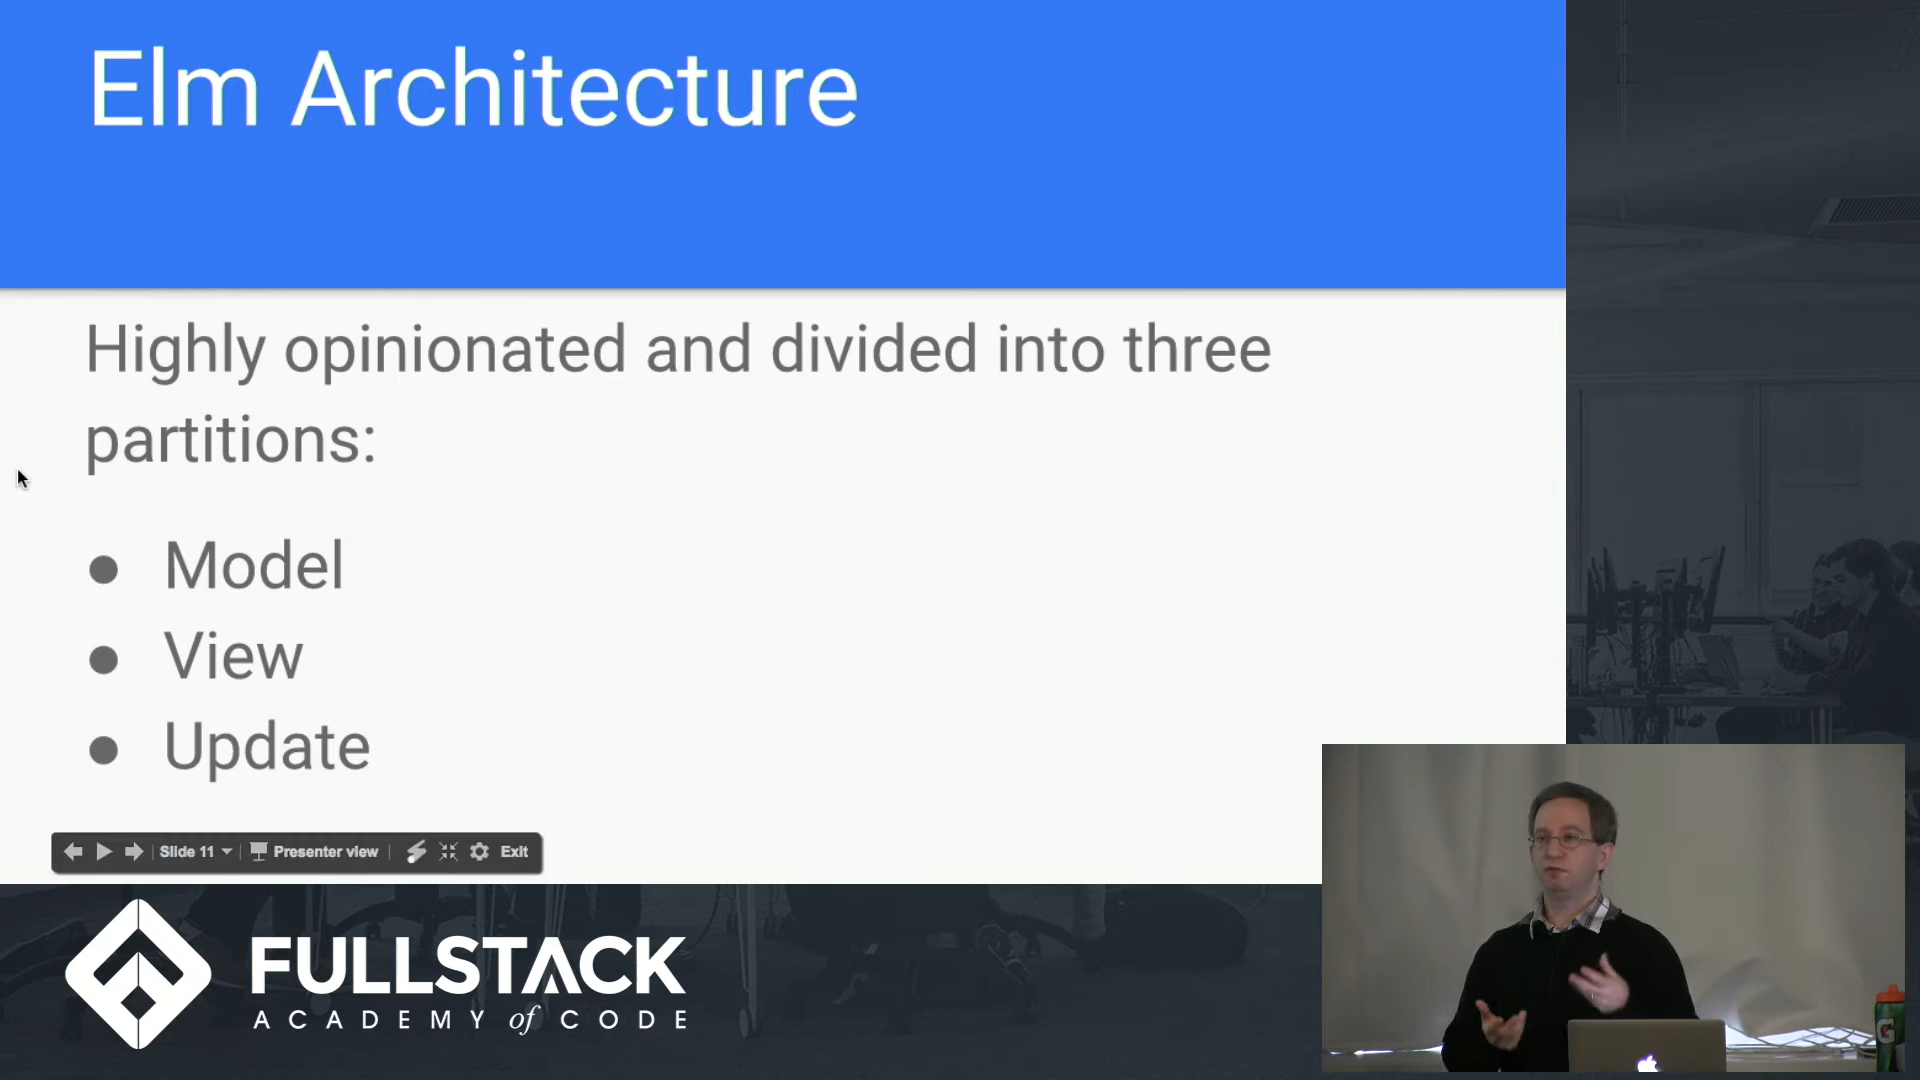 Elm Architecture
Highly opinionated and divided into three
partitions:
● Model
● View
● Update
Slide 11
Presenter view
Exit
FULLSTACK
ACADEMY of CODE
G